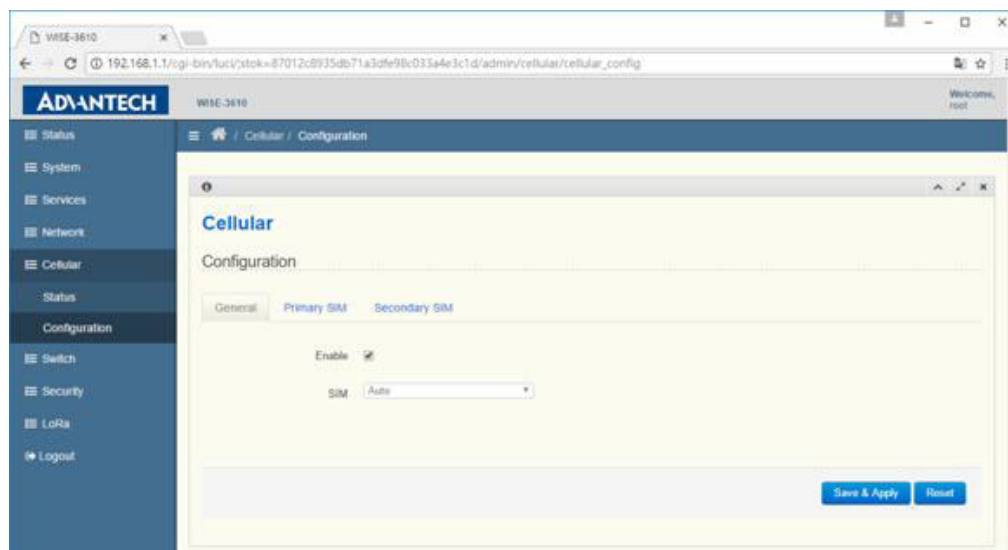 WISE-3610
192.168.1.1/cgi-bin/luci/;stok=87012c8935db71a3dfe98c033a4e3c1d/admin/cellular/cellular_config
ADVANTECH
WISE-3610
Welcome,
root
Status
/ Cellular / Configuration
System
Services
Network
Cellular
Status
Configuration
Switch
Security
LoRa
Logout
Cellular
Configuration
General Primary SIM Secondary SIM
Enable
SIM Auto
Save & Apply Reset